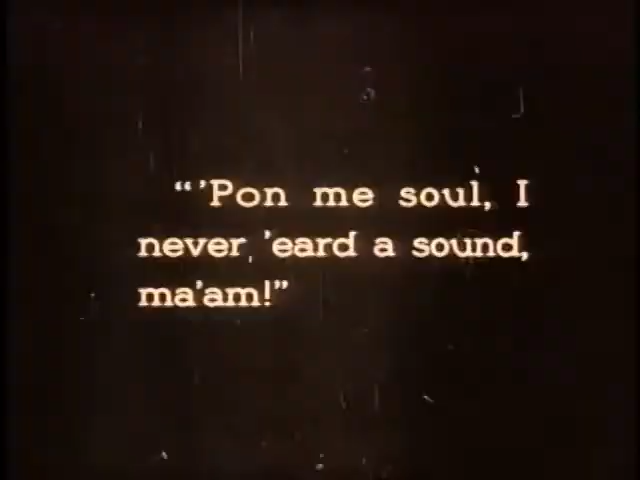 “’Pon me soul, I
never ’eard a sound,
ma’am!”